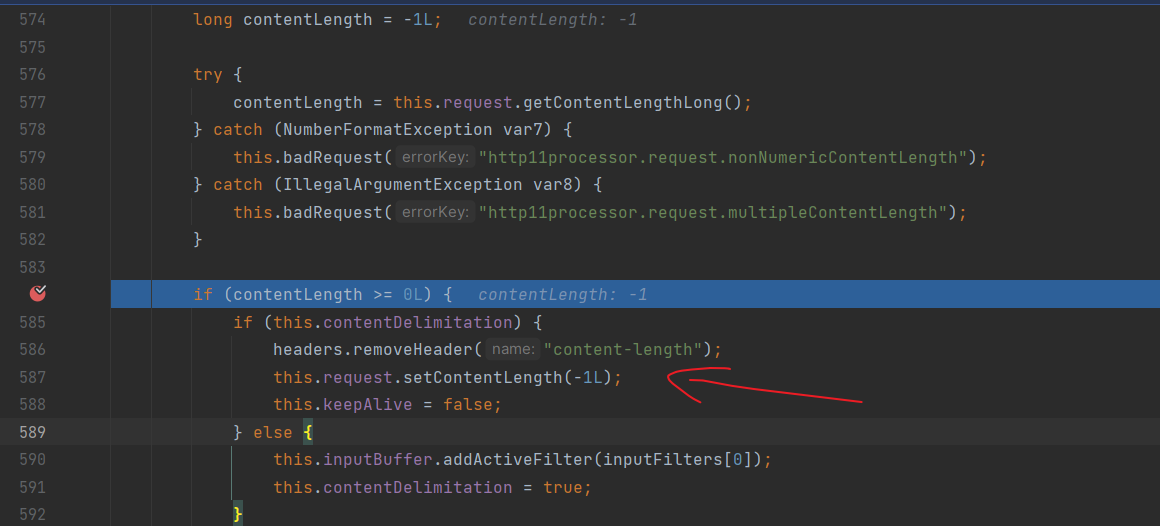 574 long contentLength = -1L; contentLength: -1
575
576 try {
577 contentLength = this.request.getContentLengthLong();
578 } catch (NumberFormatException var7) {
579 this.badRequest( errorKey: "http11processor.request.nonNumericContentLength");
580 } catch (IllegalArgumentException var8) {
581 this.badRequest( errorKey: "http11processor.request.multipleContentLength");
582 }
583
if (contentLength >= 0L) { contentLength: -1
585 if (this.contentDelimitation) {
586 headers.removeHeader( name: "content-length");
587 this.request.setContentLength(-1L);
588 this.keepAlive = false;
589 } else {
590 this.inputBuffer.addActiveFilter(inputFilters[0]);
591 this.contentDelimitation = true;
592 }